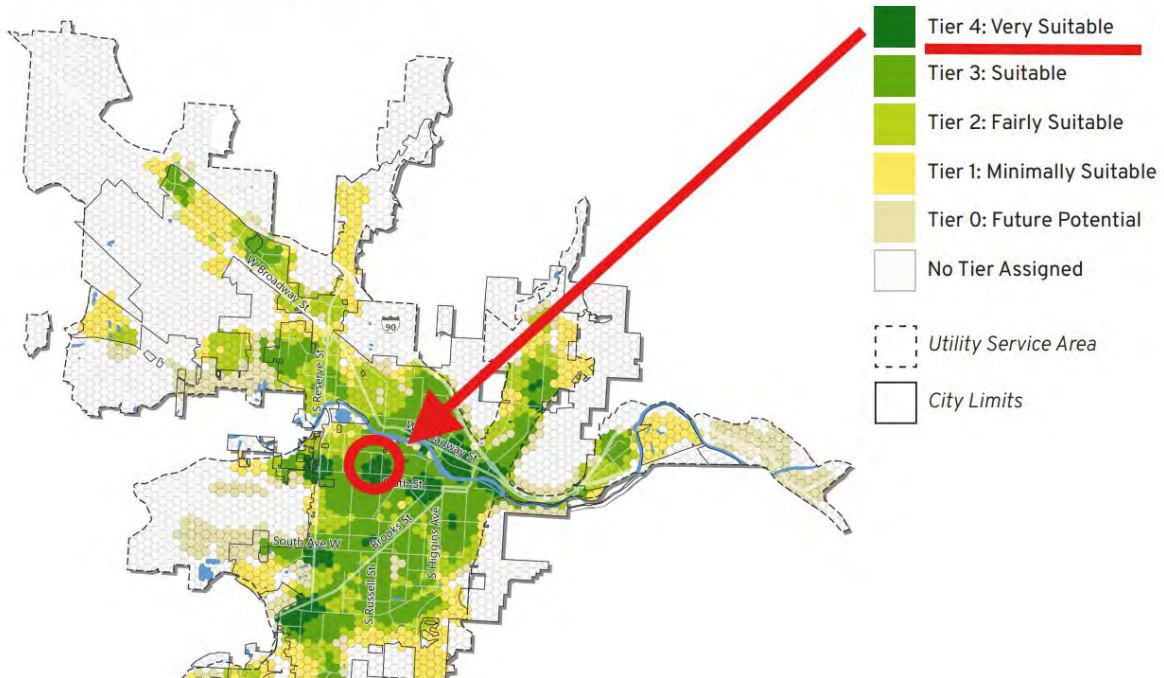 Tier 4: Very Suitable
Tier 3: Suitable
Tier 2: Fairly Suitable
Tier 1: Minimally Suitable
Tier 0: Future Potential
No Tier Assigned
Utility Service Area
City Limits
W Broadway St
90
S Reserve St
St
South Ave W
Brooks St
S Higgins Ave
S Russell St